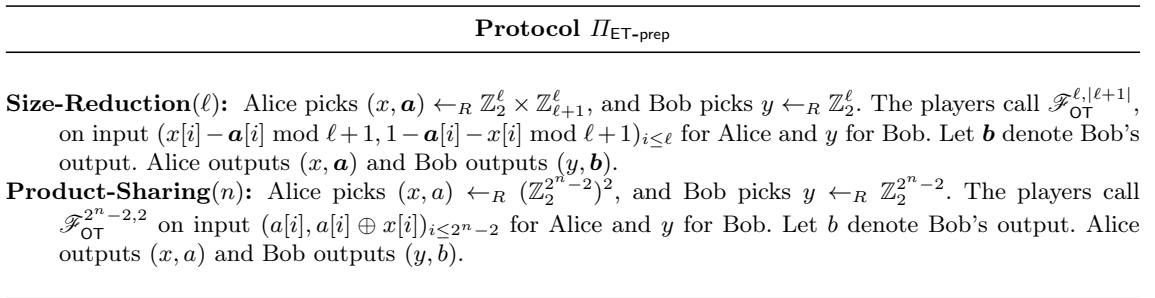 Protocol Π_ET-prep
Size-Reduction(ℓ): Alice picks (x, 𝒂) ←_R ℤ_2^ℓ × ℤ_{ℓ+1}^ℓ, and Bob picks y ←_R ℤ_2^ℓ. The players call ℱ_OT^{ℓ,|ℓ+1|},
on input (x[i] − 𝒂[i] mod ℓ+1, 1 − 𝒂[i] − x[i] mod ℓ+1)_{i≤ℓ} for Alice and y for Bob. Let 𝒃 denote Bob's
output. Alice outputs (x, 𝒂) and Bob outputs (y, 𝒃).
Product-Sharing(n): Alice picks (x, a) ←_R (ℤ_2^{2^n−2})^2, and Bob picks y ←_R ℤ_2^{2^n−2}. The players call
ℱ_OT^{2^n−2,2} on input (a[i], a[i] ⊕ x[i])_{i≤2^n−2} for Alice and y for Bob. Let b denote Bob's output. Alice
outputs (x, a) and Bob outputs (y, b).